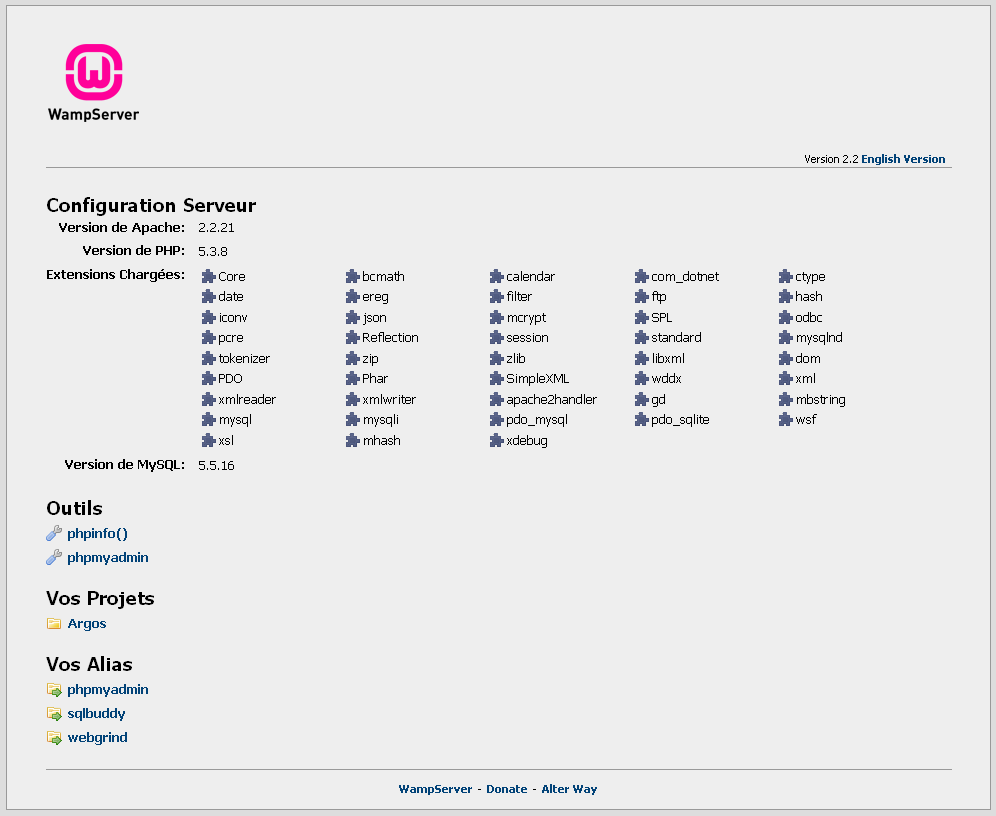 WampServer
Version 2.2 English Version
Configuration Serveur
Version de Apache: 2.2.21
Version de PHP: 5.3.8
Extensions Chargées: Core bcmath calendar com_dotnet ctype
date ereg filter ftp hash
iconv json mcrypt SPL odbc
pcre Reflection session standard mysqlnd
tokenizer zip zlib libxml dom
PDO Phar SimpleXML wddx xml
xmlreader xmlwriter apache2handler gd mbstring
mysql mysqli pdo_mysql pdo_sqlite wsf
xsl mhash xdebug
Version de MySQL: 5.5.16
Outils
phpinfo()
phpmyadmin
Vos Projets
Argos
Vos Alias
phpmyadmin
sqlbuddy
webgrind
WampServer - Donate - Alter Way